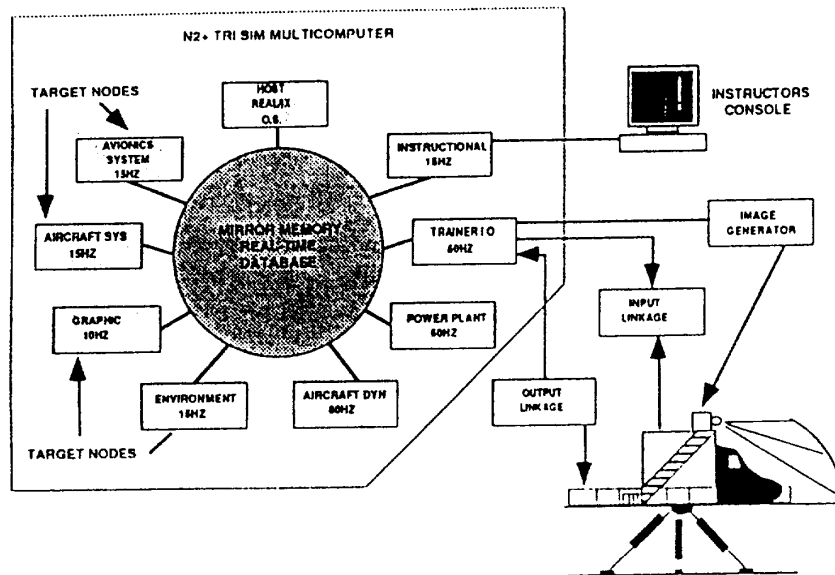 N2+ TRI SIM MULTICOMPUTER
TARGET NODES
HOST
REALIX
O.S.
AVIONICS
SYSTEM
15HZ
INSTRUCTIONAL
15HZ
INSTRUCTORS
CONSOLE
AIRCRAFT SYS
15HZ
MIRROR MEMORY
REAL-TIME
DATABASE
TRAINER IO
60HZ
IMAGE
GENERATOR
GRAPHIC
10HZ
POWER PLANT
60HZ
INPUT
LINKAGE
ENVIRONMENT
15HZ
AIRCRAFT DYN
60HZ
OUTPUT
LINKAGE
TARGET NODES